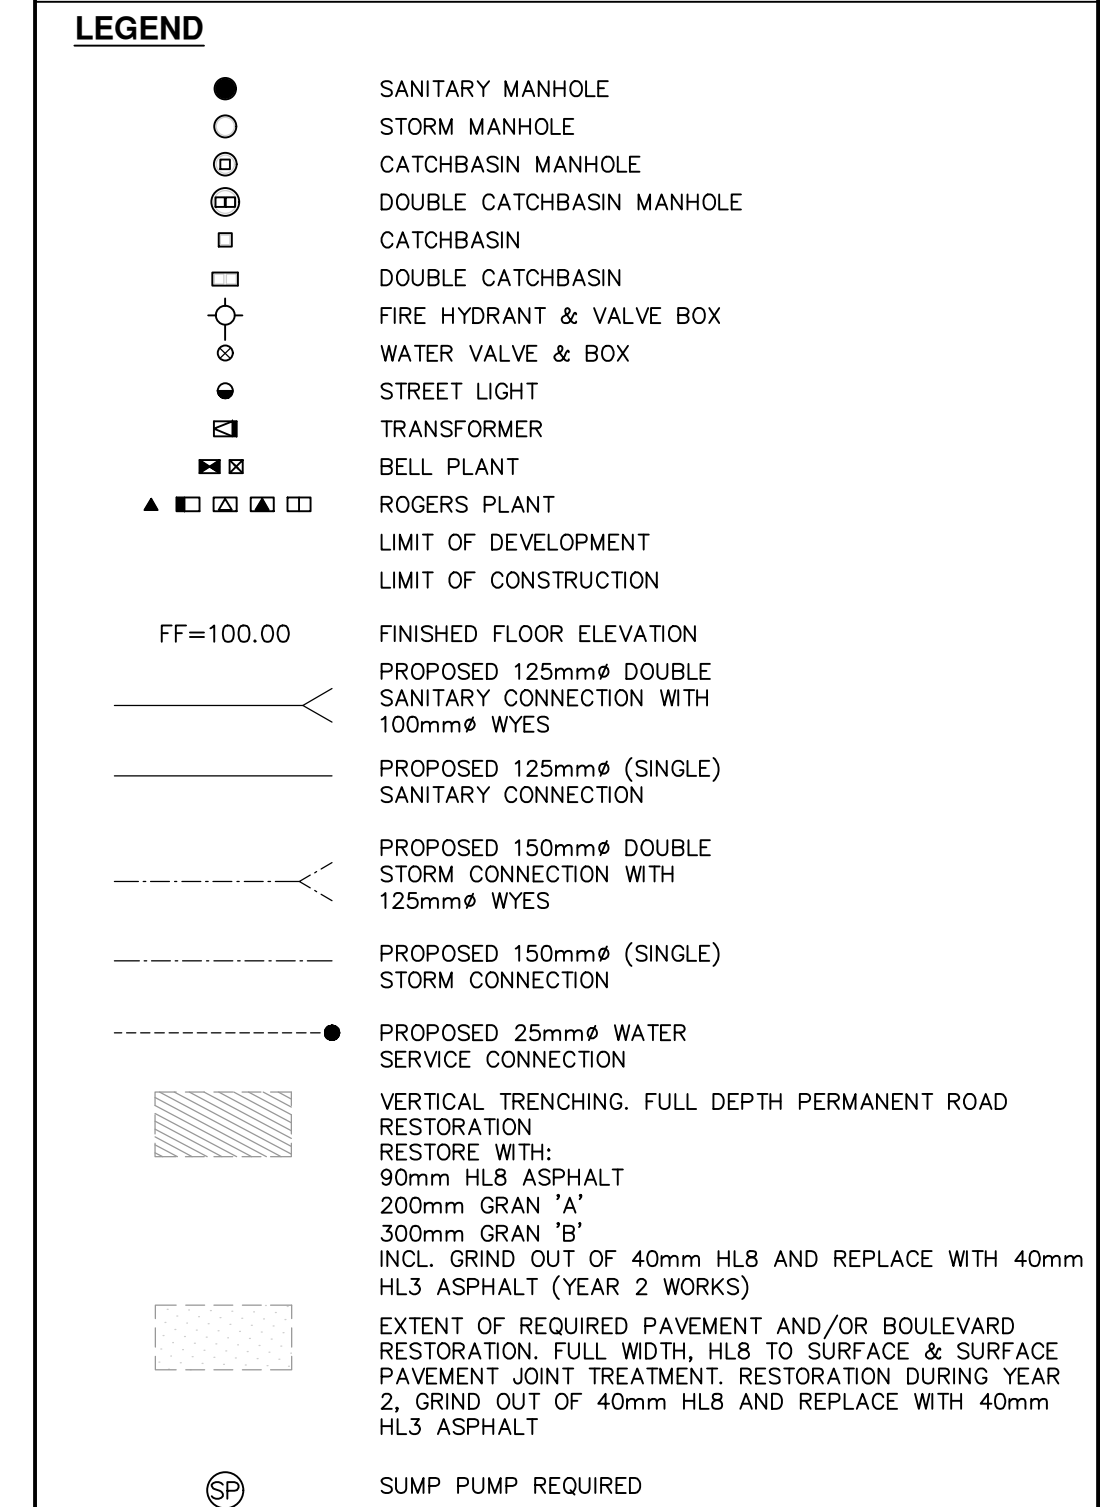 LEGEND
SANITARY MANHOLE
STORM MANHOLE
CATCHBASIN MANHOLE
DOUBLE CATCHBASIN MANHOLE
CATCHBASIN
DOUBLE CATCHBASIN
FIRE HYDRANT & VALVE BOX
WATER VALVE & BOX
STREET LIGHT
TRANSFORMER
BELL PLANT
ROGERS PLANT
LIMIT OF DEVELOPMENT
LIMIT OF CONSTRUCTION
FF=100.00 FINISHED FLOOR ELEVATION
PROPOSED 125mmø DOUBLE
SANITARY CONNECTION WITH
100mmø WYES
PROPOSED 125mmø (SINGLE)
SANITARY CONNECTION
PROPOSED 150mmø DOUBLE
STORM CONNECTION WITH
125mmø WYES
PROPOSED 150mmø (SINGLE)
STORM CONNECTION
PROPOSED 25mmø WATER
SERVICE CONNECTION
VERTICAL TRENCHING. FULL DEPTH PERMANENT ROAD
RESTORATION
RESTORE WITH:
90mm HL8 ASPHALT
200mm GRAN 'A'
300mm GRAN 'B'
INCL. GRIND OUT OF 40mm HL8 AND REPLACE WITH 40mm
HL3 ASPHALT (YEAR 2 WORKS)
EXTENT OF REQUIRED PAVEMENT AND/OR BOULEVARD
RESTORATION. FULL WIDTH, HL8 TO SURFACE & SURFACE
PAVEMENT JOINT TREATMENT. RESTORATION DURING YEAR
2, GRIND OUT OF 40mm HL8 AND REPLACE WITH 40mm
HL3 ASPHALT
SP SUMP PUMP REQUIRED